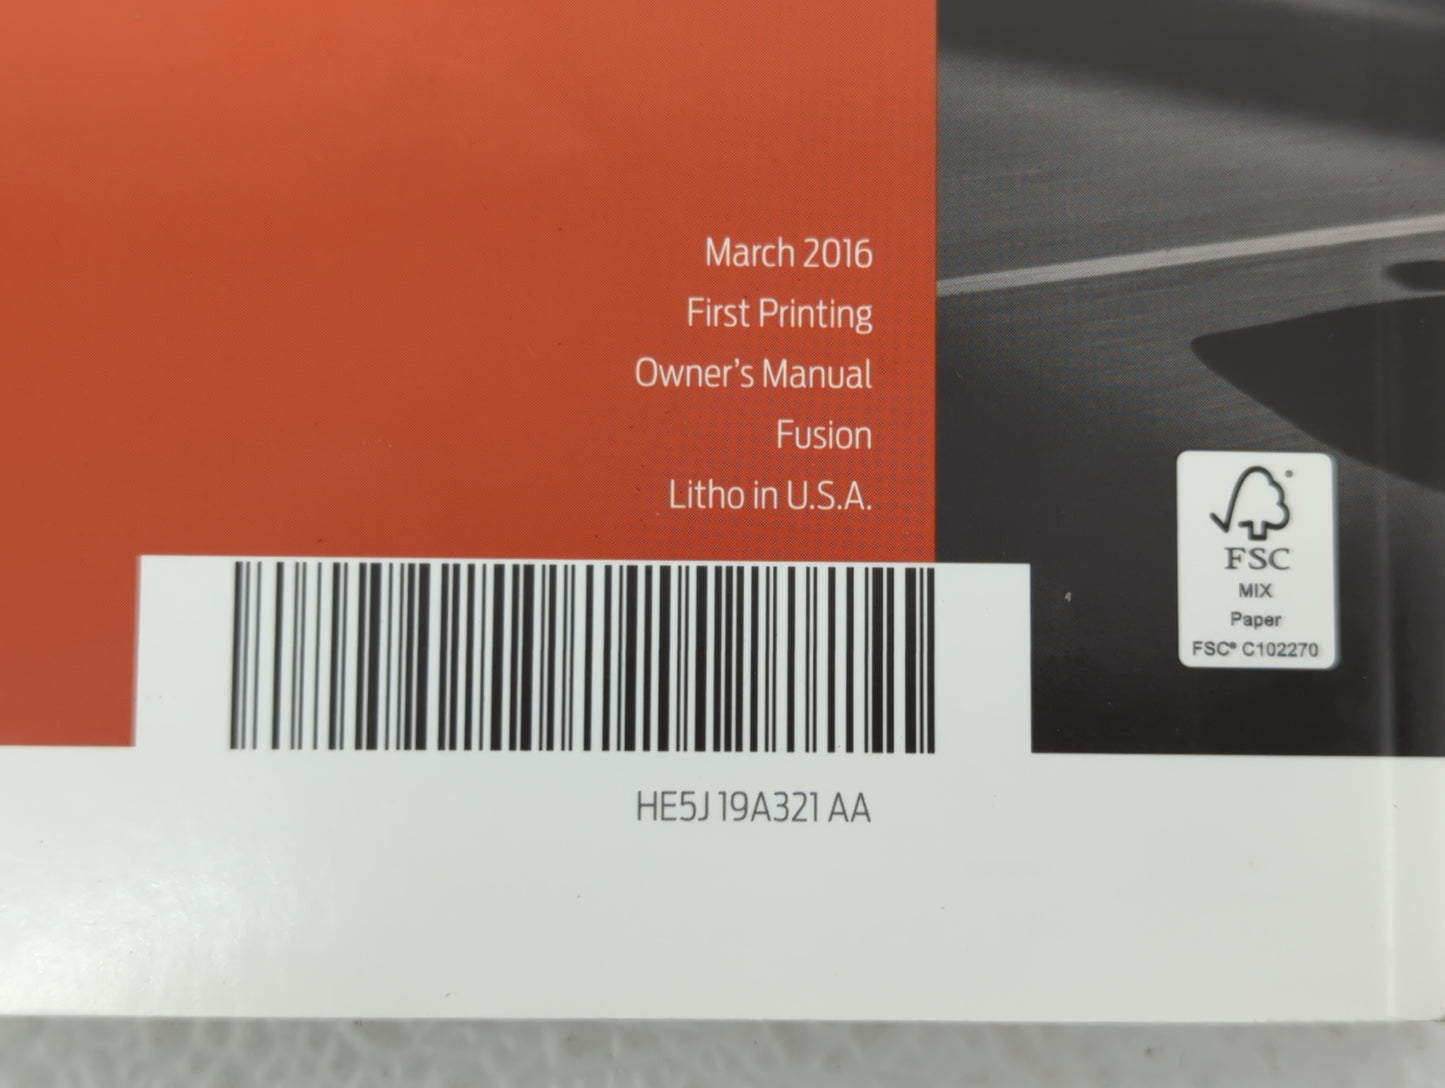 March 2016
First Printing
Owner's Manual
Fusion
Litho in U.S.A.
FSC
MIX
Paper
FSC® C102270
HE5J 19A321 AA